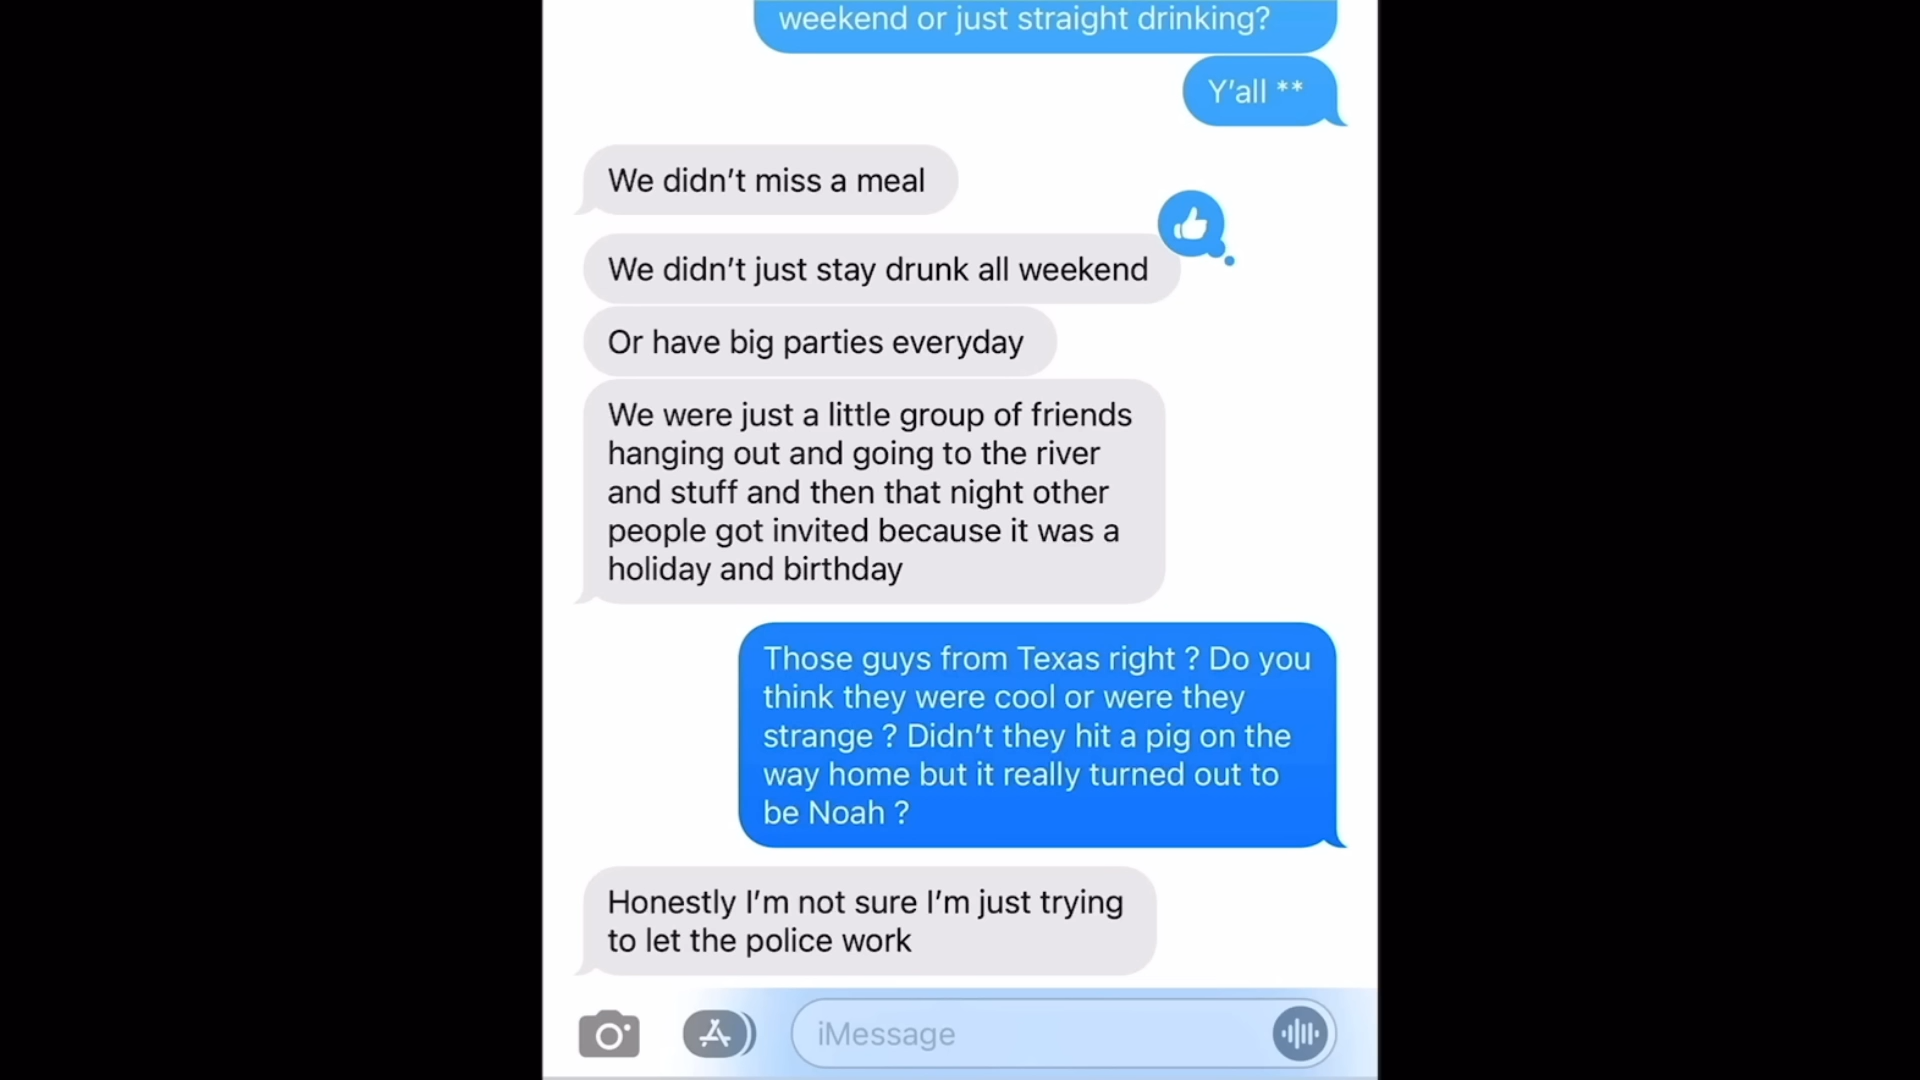 weekend or just straight drinking?
Y'all **
We didn't miss a meal
We didn't just stay drunk all weekend
Or have big parties everyday
We were just a little group of friends
hanging out and going to the river
and stuff and then that night other
people got invited because it was a
holiday and birthday
Those guys from Texas right ? Do you
think they were cool or were they
strange ? Didn't they hit a pig on the
way home but it really turned out to
be Noah ?
Honestly I'm not sure I'm just trying
to let the police work
iMessage